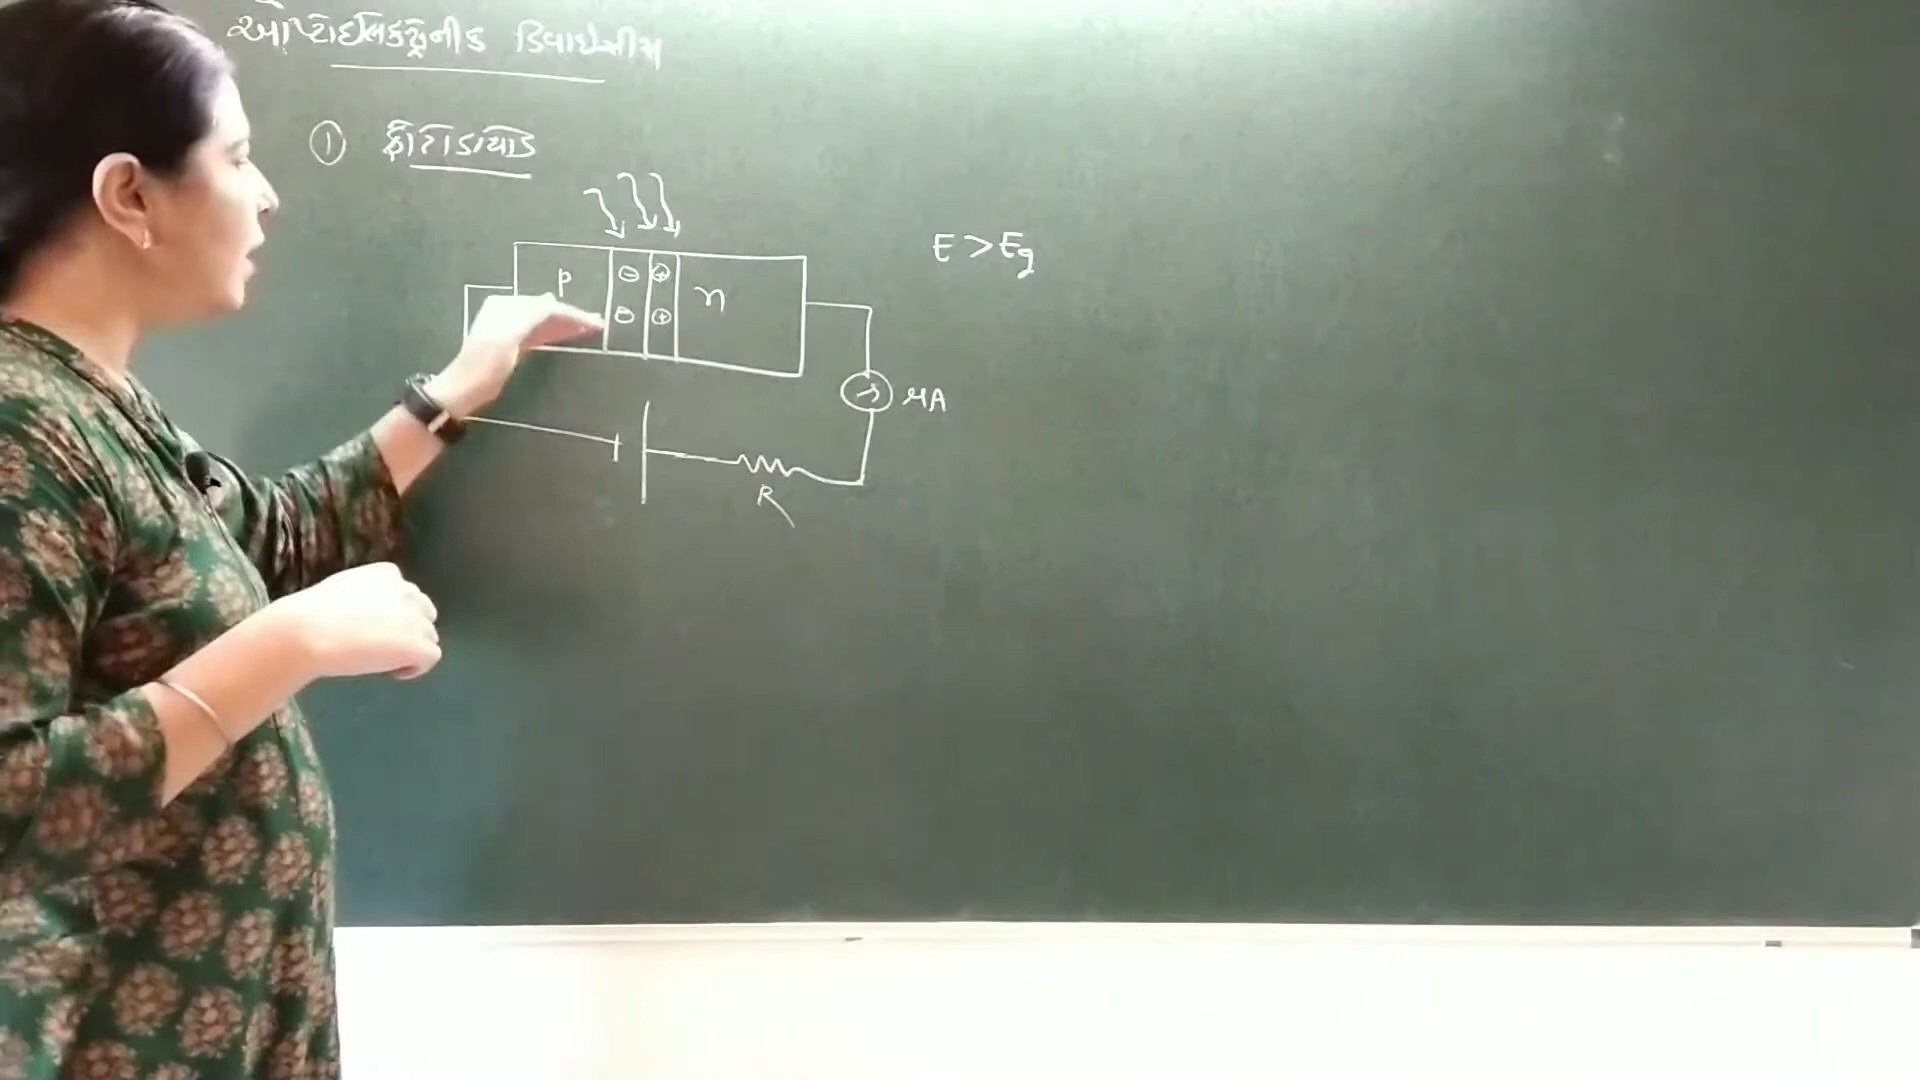 ઓપ્ટોઇલેક્ટ્રોનીક ડિવાઇસીસ
① ફોટોડાયોડ
E > Eg
p ⊖ ⊕ n
⊖ ⊕
μA
R